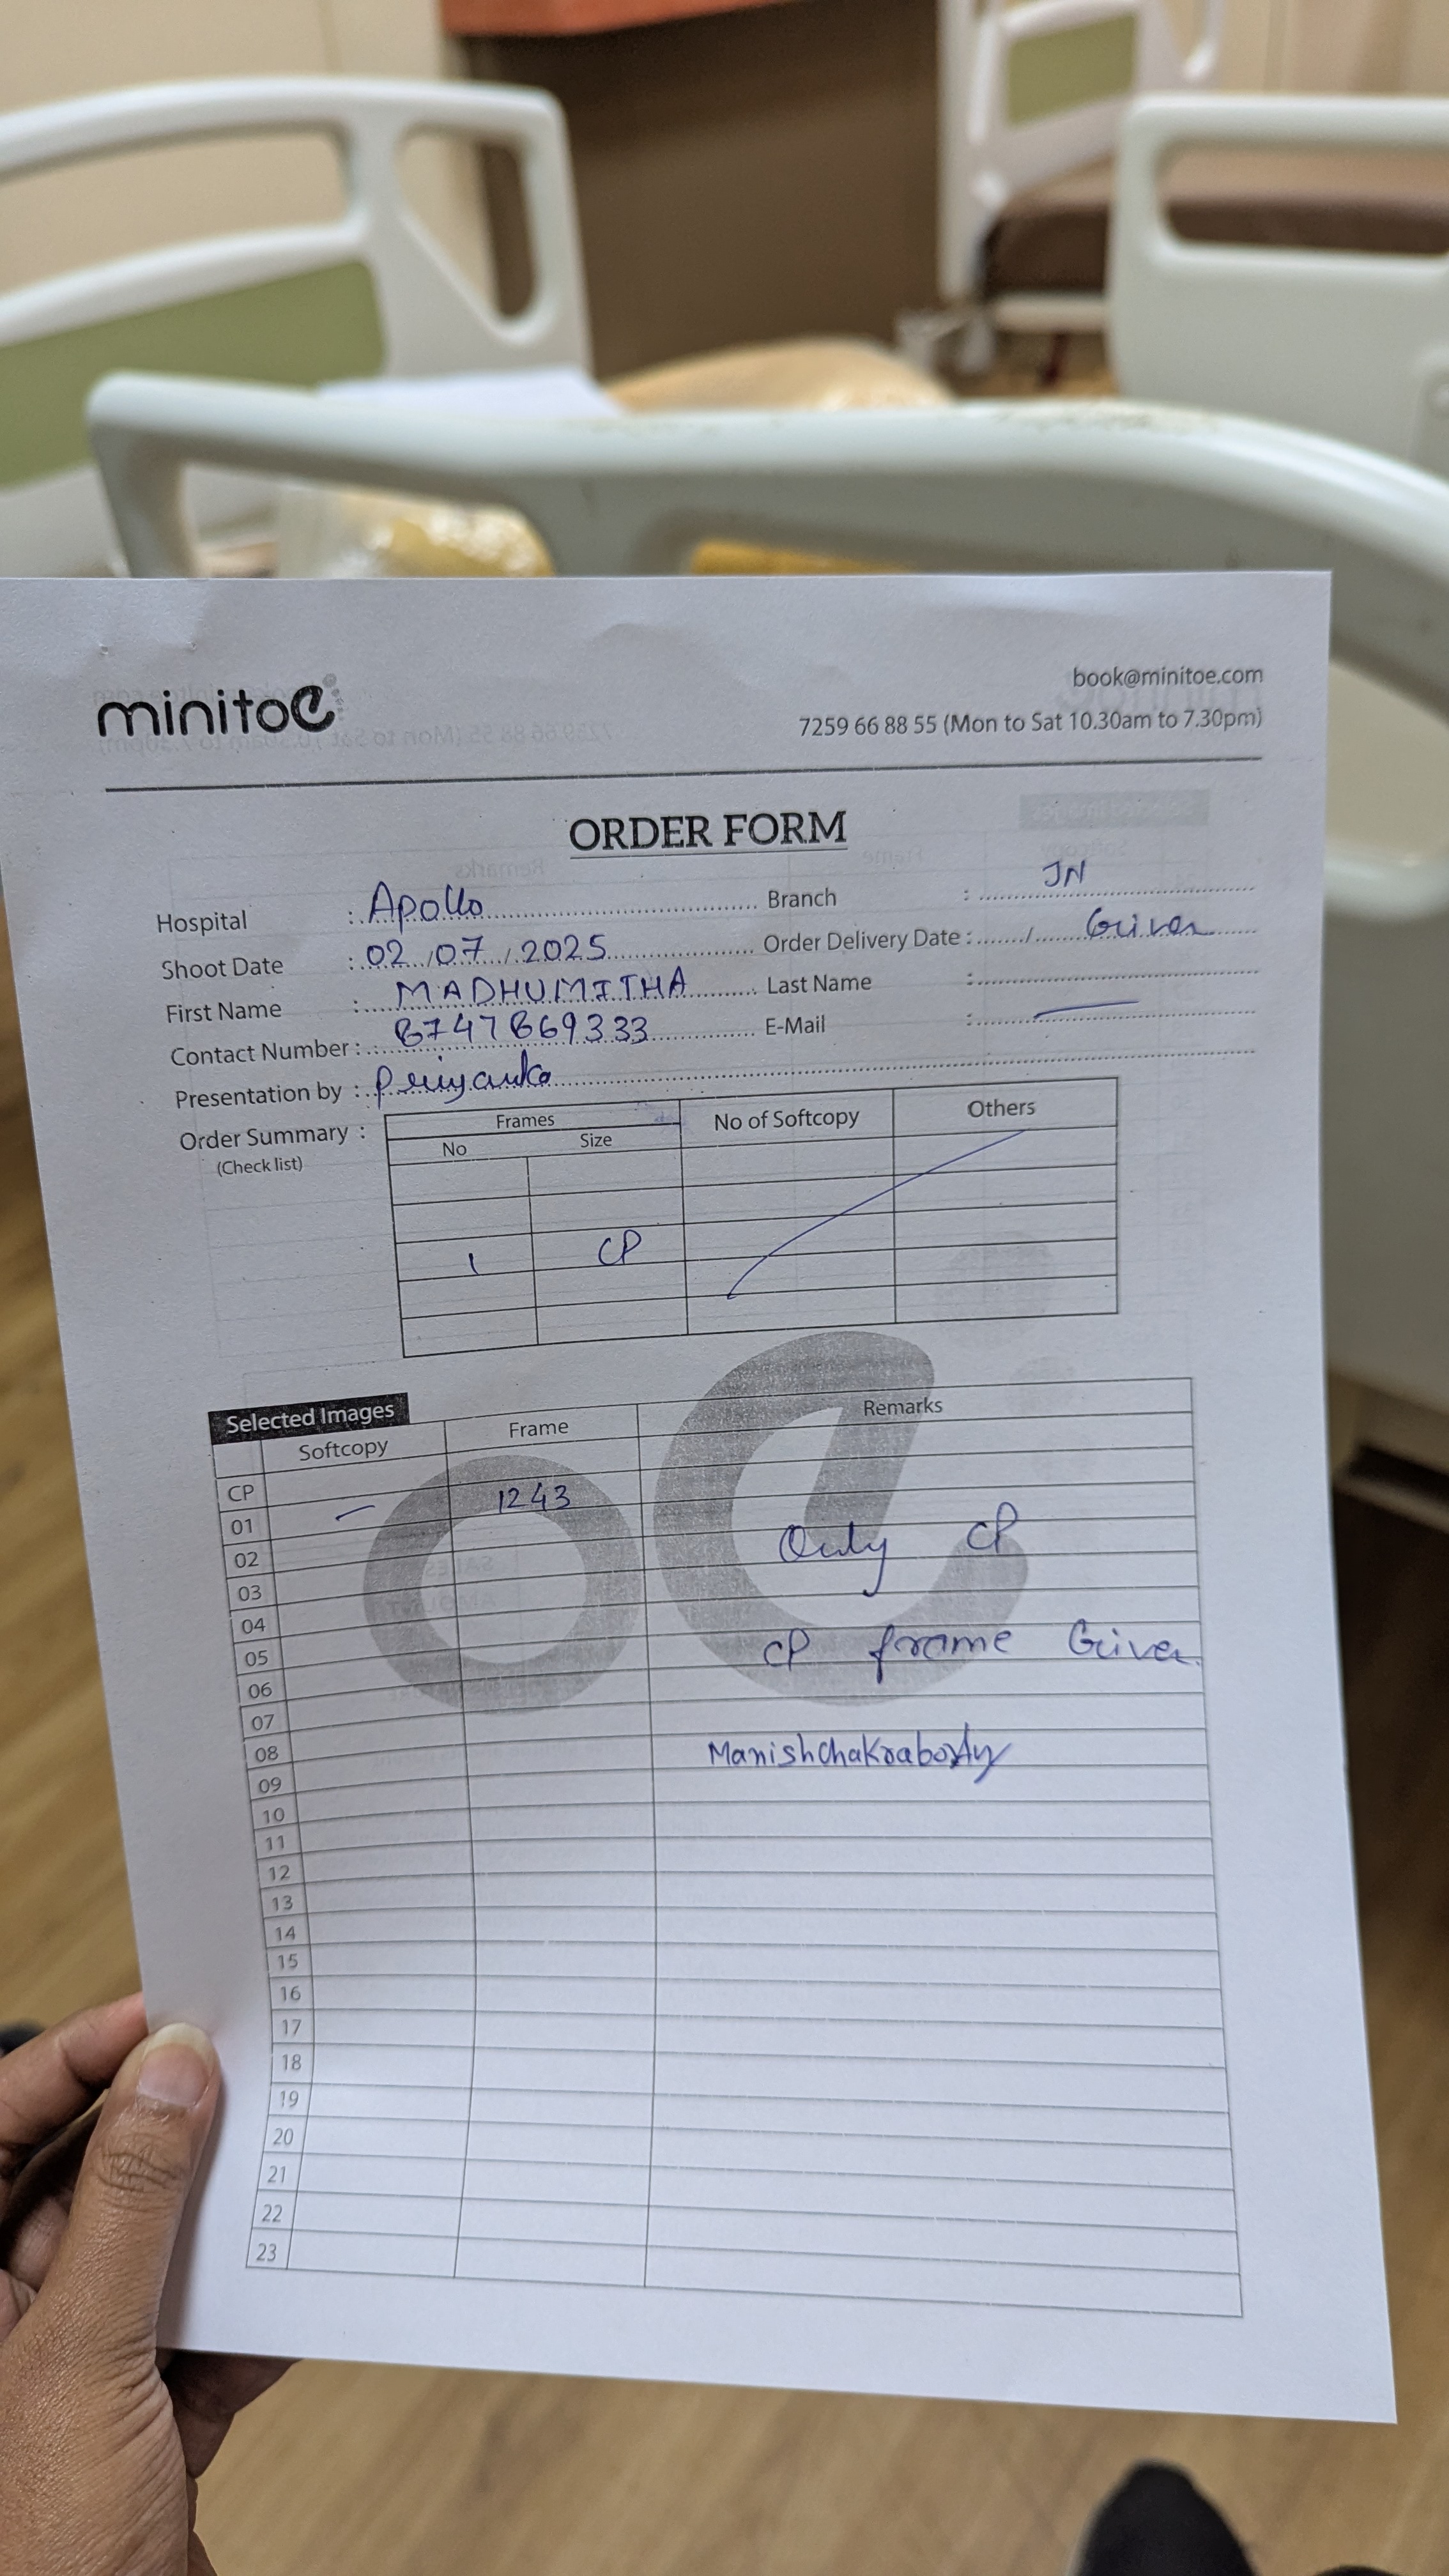 minitoe
book@minitoe.com
7259 66 88 55 (Mon to Sat 10.30am to 7.30pm)
ORDER FORM
Hospital : Apollo Branch : JN
Shoot Date : 02/07/2025 Order Delivery Date : / Given
First Name : MADHUMITHA Last Name :
Contact Number : 8747869333 E-Mail : —
Presentation by : Priyanka
Order Summary : Frames No of Softcopy Others
(Check list) No Size
1 CP
Selected Images
Softcopy Frame Remarks
CP — 1243
01
02 Only CP
03
04
05 CP frame Given.
06
07
08 Manishchakraborty
09
10
11
12
13
14
15
16
17
18
19
20
21
22
23